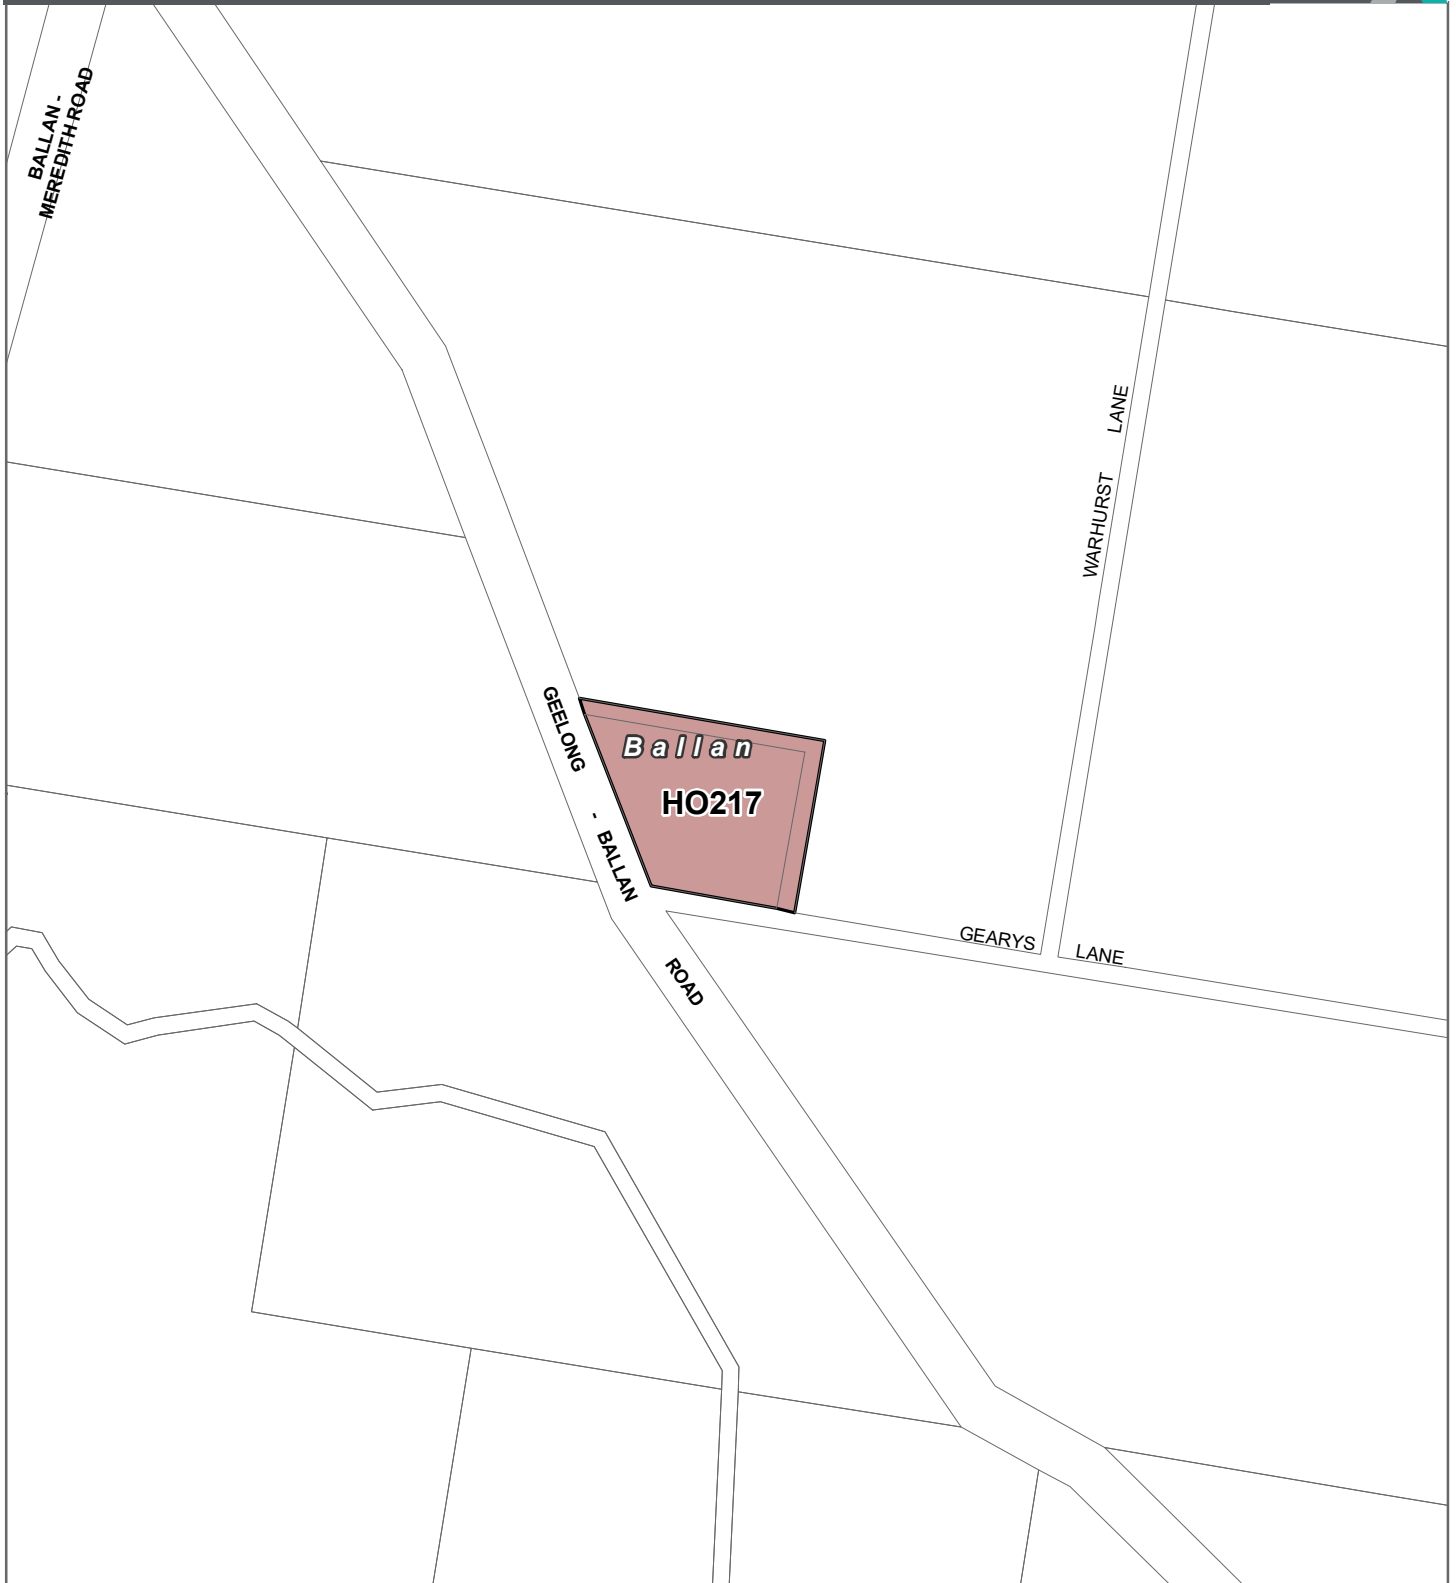 BALLAN -
MEREDITH ROAD
WARHURST LANE
GEELONG - BALLAN ROAD
Ballan
HO217
GEARYS LANE